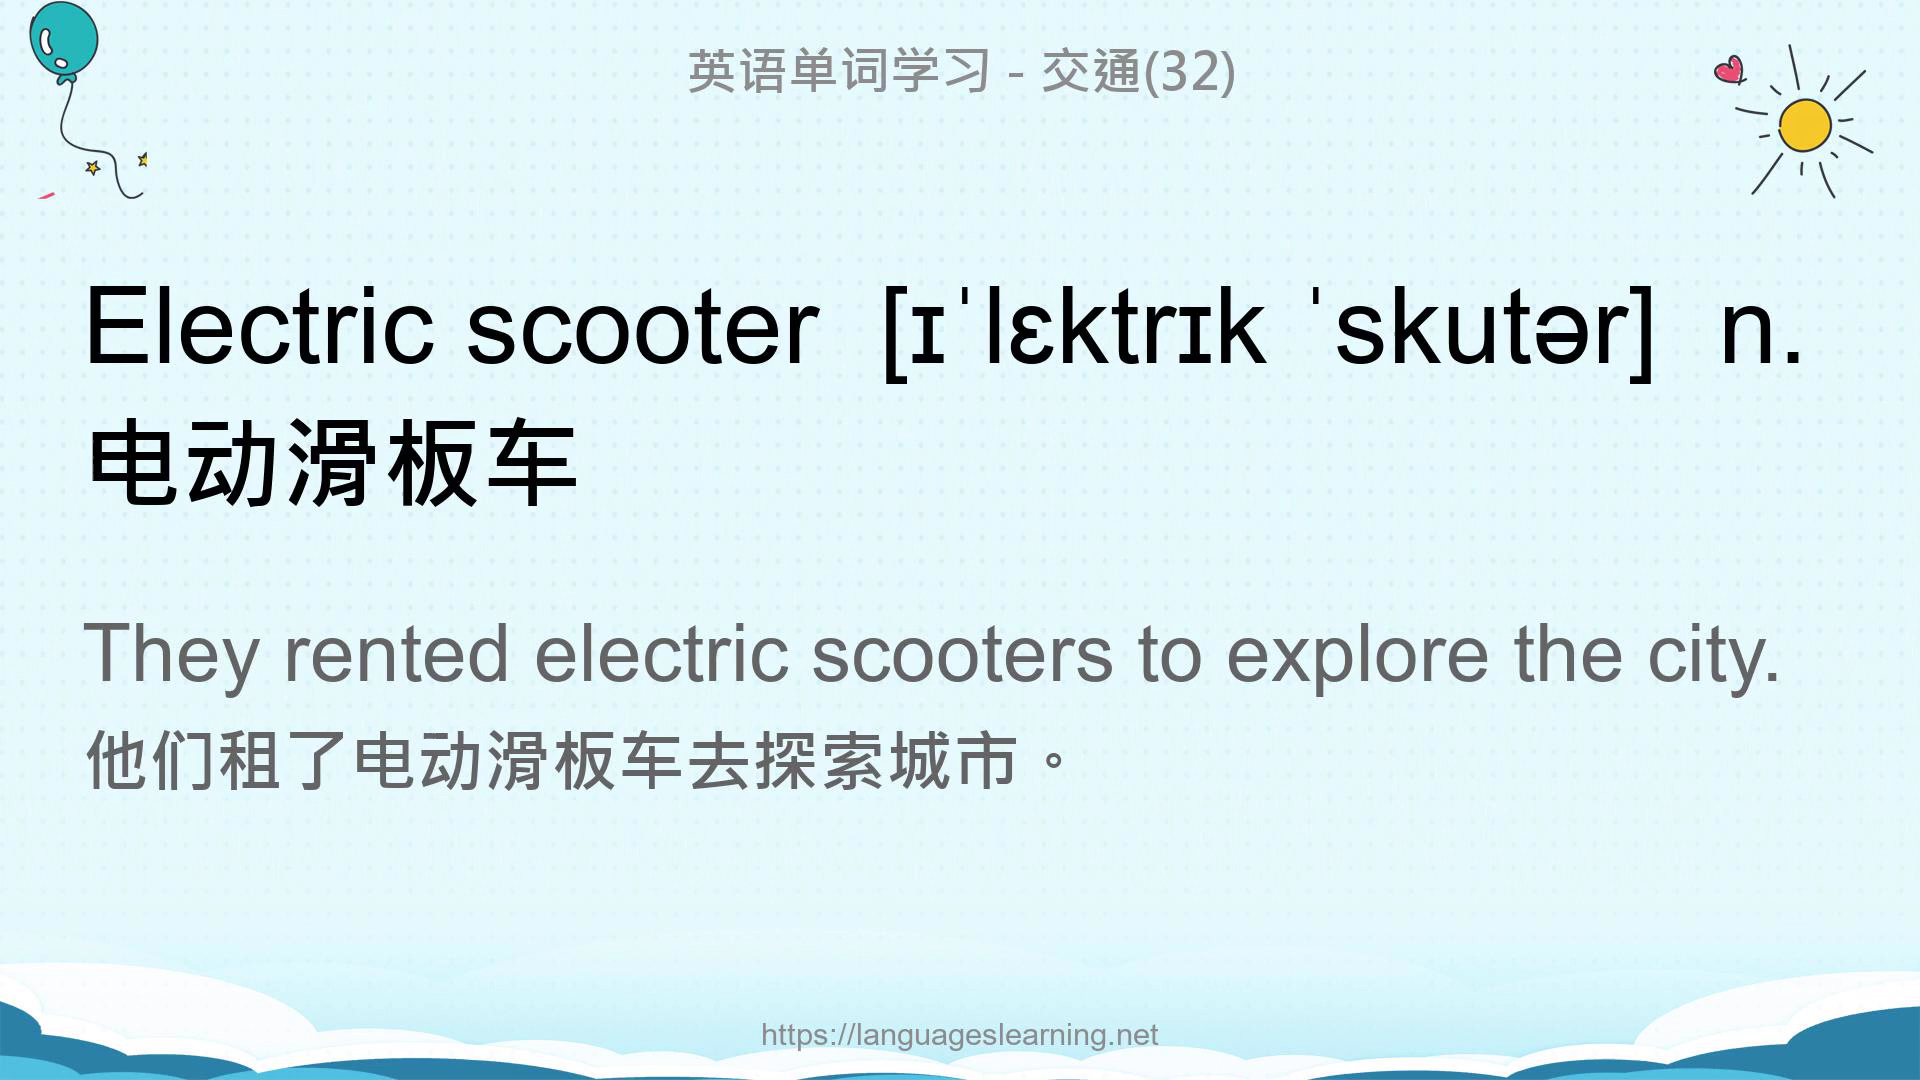 英语单词学习 - 交通(32)
Electric scooter [ɪˈlɛktrɪk ˈskutər] n.
电动滑板车
They rented electric scooters to explore the city.
他们租了电动滑板车去探索城市。
https://languageslearning.net